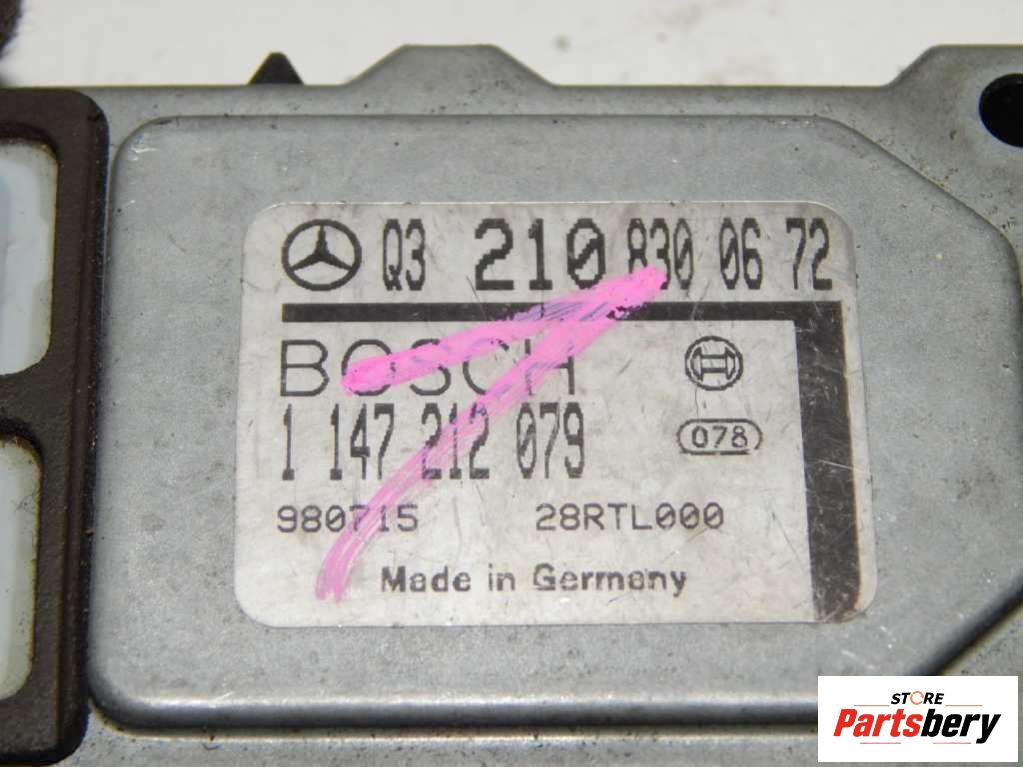 Q3 210 830 06 72
BOSCH
1 147 212 079
078
980715 28RTL000
Made in Germany
STORE
Partsbery